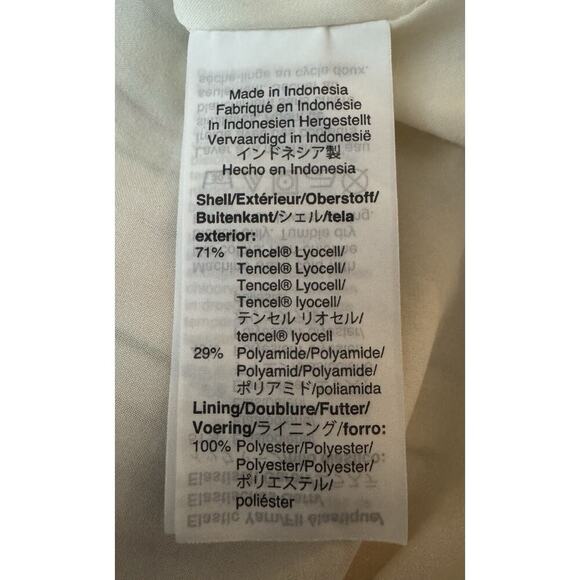 Made in Indonesia
Fabriqué en Indonésie
In Indonesien Hergestellt
Vervaardigd in Indonesië
インドネシア製
Hecho en Indonesia
Shell/Extérieur/Oberstoff/
Buitenkant/シェル/tela
exterior:
71% Tencel® Lyocell/
Tencel® Lyocell/
Tencel® Lyocell/
Tencel® lyocell/
テンセル リオセル/
tencel® lyocell
29% Polyamide/Polyamide/
Polyamid/Polyamide/
ポリアミド/poliamida
Lining/Doublure/Futter/
Voering/ライニング/forro:
100% Polyester/Polyester/
Polyester/Polyester/
ポリエステル/
poliéster